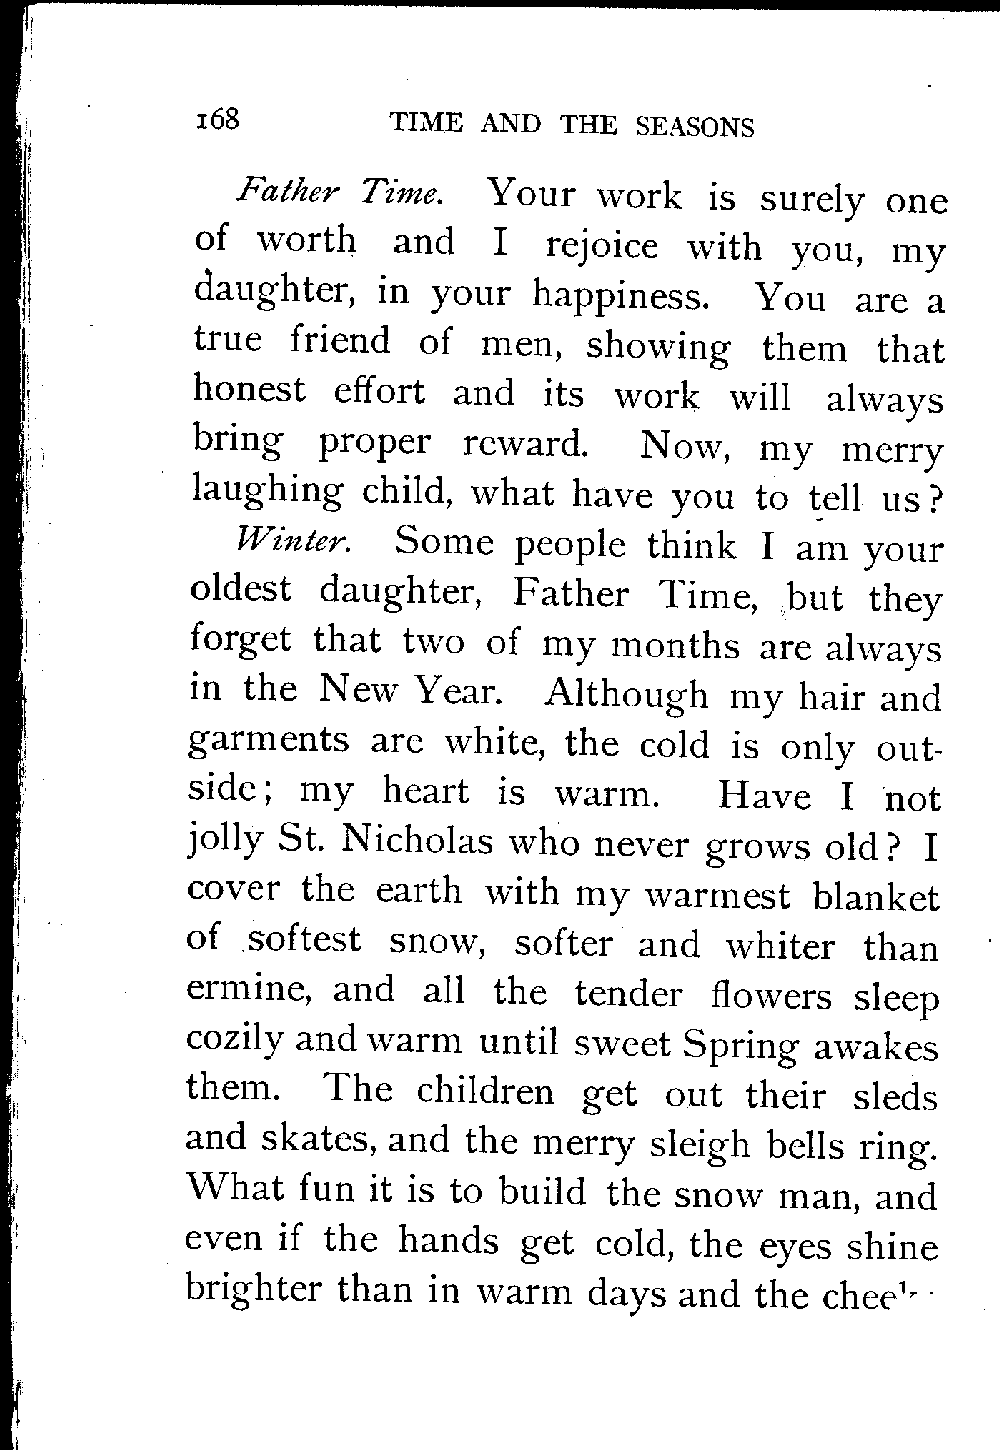 168 TIME AND THE SEASONS
Father Time. Your work is surely one
of worth and I rejoice with you, my
daughter, in your happiness. You are a
true friend of men, showing them that
honest effort and its work will always
bring proper reward. Now, my merry
laughing child, what have you to tell us?
Winter. Some people think I am your
oldest daughter, Father Time, but they
forget that two of my months are always
in the New Year. Although my hair and
garments are white, the cold is only out-
side; my heart is warm. Have I not
jolly St. Nicholas who never grows old? I
cover the earth with my warmest blanket
of softest snow, softer and whiter than
ermine, and all the tender flowers sleep
cozily and warm until sweet Spring awakes
them. The children get out their sleds
and skates, and the merry sleigh bells ring.
What fun it is to build the snow man, and
even if the hands get cold, the eyes shine
brighter than in warm days and the